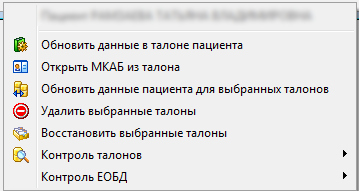 Обновить данные в талоне пациента
Открыть МКАБ из талона
Обновить данные пациента для выбранных талонов
Удалить выбранные талоны
Восстановить выбранные талоны
Контроль талонов
Контроль ЕОБД